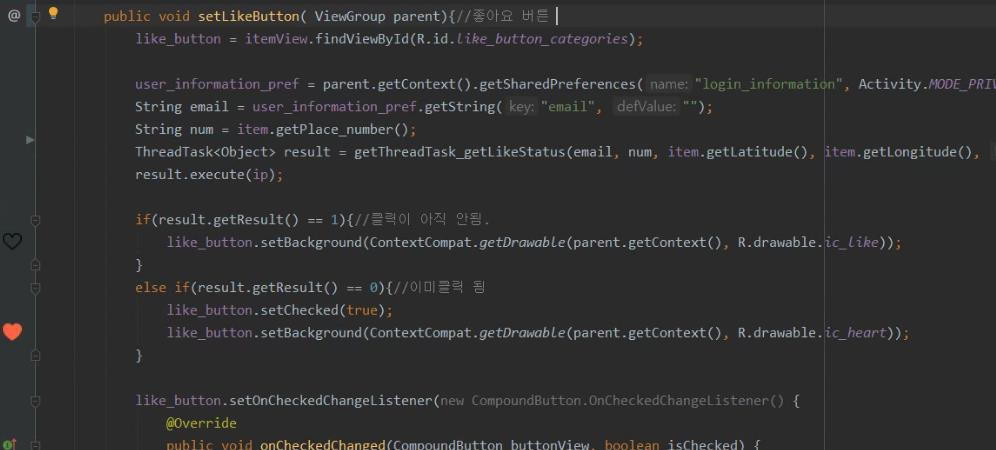 public void setLikeButton( ViewGroup parent){//좋아요 버튼
like_button = itemView.findViewById(R.id.like_button_categories);
user_information_pref = parent.getContext().getSharedPreferences( name: "login_information", Activity.MODE_PRIV
String email = user_information_pref.getString( key: "email", defValue: "");
String num = item.getPlace_number();
ThreadTask<Object> result = getThreadTask_getLikeStatus(email, num, item.getLatitude(), item.getLongitude(),
result.execute(ip);
if(result.getResult() == 1){//클릭이 아직 안됨.
like_button.setBackground(ContextCompat.getDrawable(parent.getContext(), R.drawable.ic_like));
}
else if(result.getResult() == 0){//이미클릭 됨
like_button.setChecked(true);
like_button.setBackground(ContextCompat.getDrawable(parent.getContext(), R.drawable.ic_heart));
}
like_button.setOnCheckedChangeListener(new CompoundButton.OnCheckedChangeListener() {
@Override
public void onCheckedChanged(CompoundButton buttonView, boolean isChecked) {